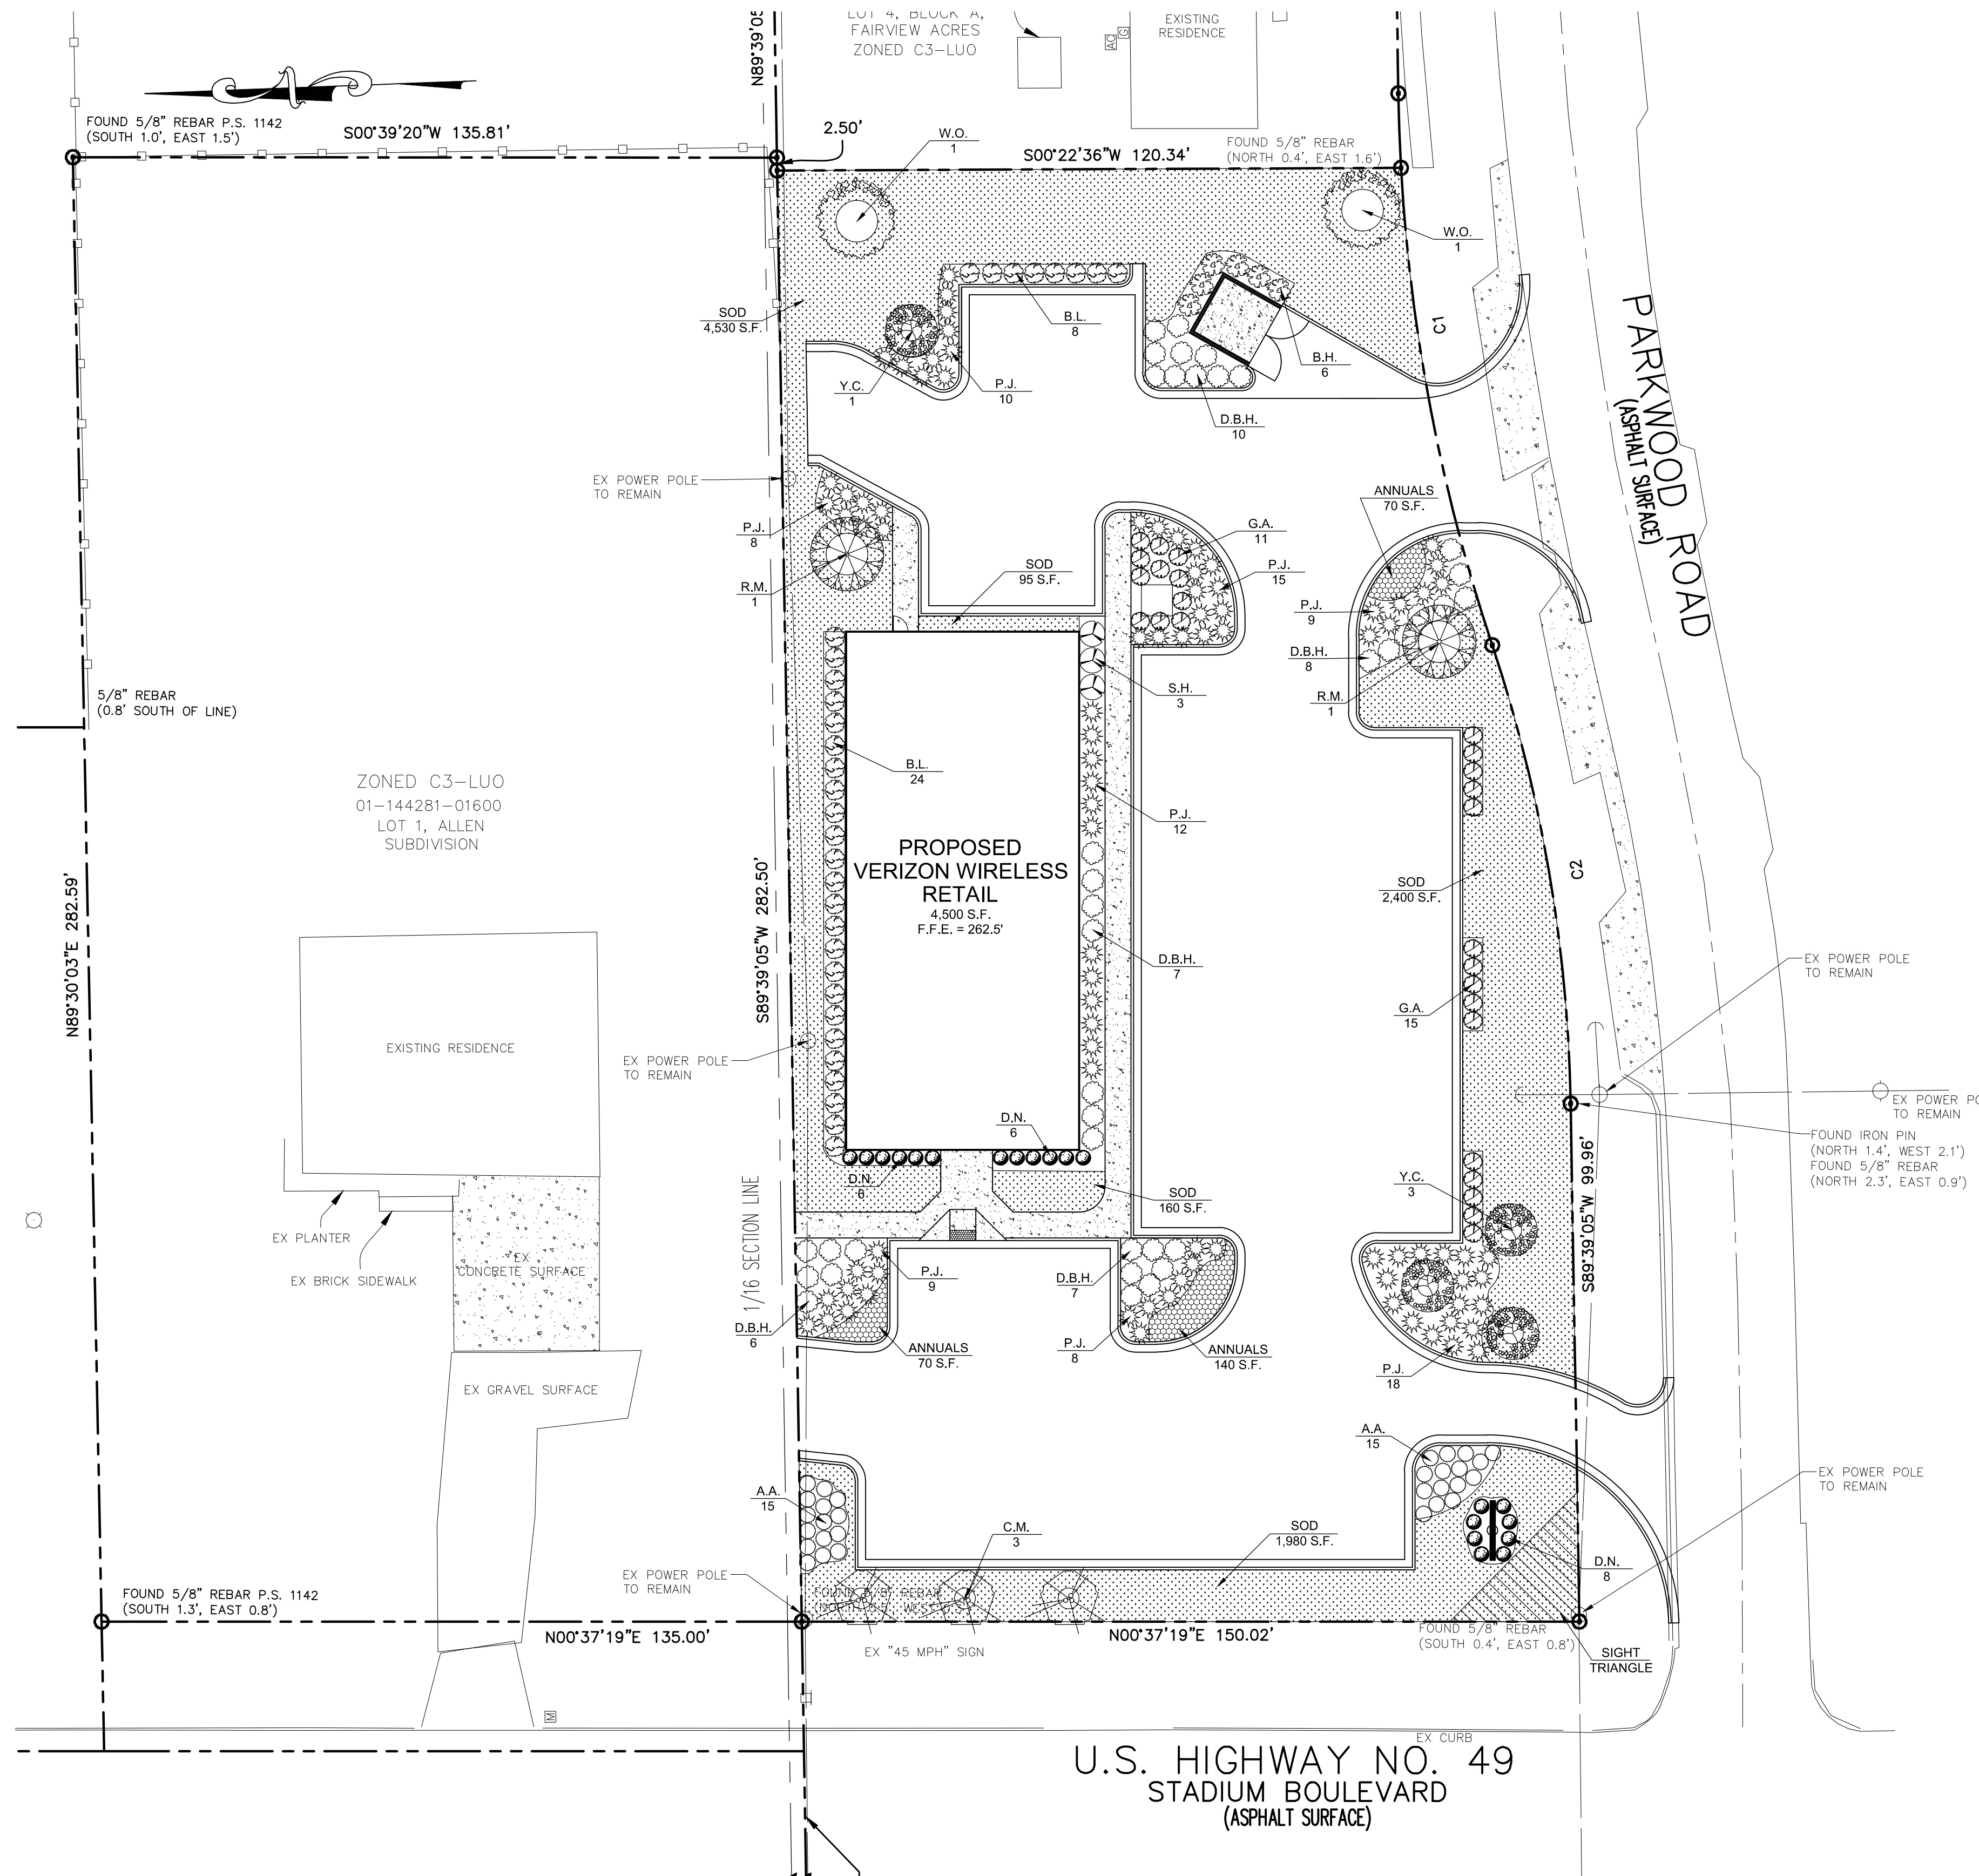 LOT 4, BLOCK A,
FAIRVIEW ACRES
ZONED C3-LUO
AC
G
EXISTING
RESIDENCE
N89°39'05
N
FOUND 5/8" REBAR P.S. 1142
(SOUTH 1.0', EAST 1.5')
S00°39'20"W 135.81'
2.50'
W.O.
1
S00°22'36"W 120.34'
FOUND 5/8" REBAR
(NORTH 0.4', EAST 1.6')
W.O.
1
SOD
4,530 S.F.
B.L.
8
C1
B.H.
6
Y.C.
1
P.J.
10
D.B.H.
10
PARKWOOD ROAD
(ASPHALT SURFACE)
EX POWER POLE
TO REMAIN
ANNUALS
70 S.F.
P.J.
8
G.A.
11
SOD
95 S.F.
P.J.
15
R.M.
1
P.J.
9
D.B.H.
8
R.M.
1
S.H.
3
5/8" REBAR
(0.8' SOUTH OF LINE)
ZONED C3-LUO
01-144281-01600
LOT 1, ALLEN
SUBDIVISION
B.L.
24
P.J.
12
PROPOSED
VERIZON WIRELESS
RETAIL
4,500 S.F.
F.F.E. = 262.5'
SOD
2,400 S.F.
C2
N89°30'03"E 282.59'
S89°39'05"W 282.50'
D.B.H.
7
EX POWER POLE
TO REMAIN
G.A.
15
EXISTING RESIDENCE
EX POWER POLE
TO REMAIN
D.N.
6
EX POWER PO
TO REMAIN
FOUND IRON PIN
(NORTH 1.4', WEST 2.1')
FOUND 5/8" REBAR
(NORTH 2.3', EAST 0.9')
D.N.
6
SOD
160 S.F.
Y.C.
3
S89°39'05"W 99.96'
1/16 SECTION LINE
EX PLANTER
EX BRICK SIDEWALK
EX
CONCRETE SURFACE
P.J.
9
D.B.H.
7
D.B.H.
6
ANNUALS
70 S.F.
P.J.
8
ANNUALS
140 S.F.
P.J.
18
EX GRAVEL SURFACE
A.A.
15
A.A.
15
EX POWER POLE
TO REMAIN
C.M.
3
SOD
1,980 S.F.
D.N.
8
EX POWER POLE
TO REMAIN
FOUND 5/8" REBAR P.S. 1142
(SOUTH 1.3', EAST 0.8')
FOUND 5/8" REBAR
N00°37'19"E 135.00'
EX "45 MPH" SIGN
N00°37'19"E 150.02'
FOUND 5/8" REBAR
(SOUTH 0.4', EAST 0.8')
SIGHT
TRIANGLE
M
EX CURB
U.S. HIGHWAY NO. 49
STADIUM BOULEVARD
(ASPHALT SURFACE)